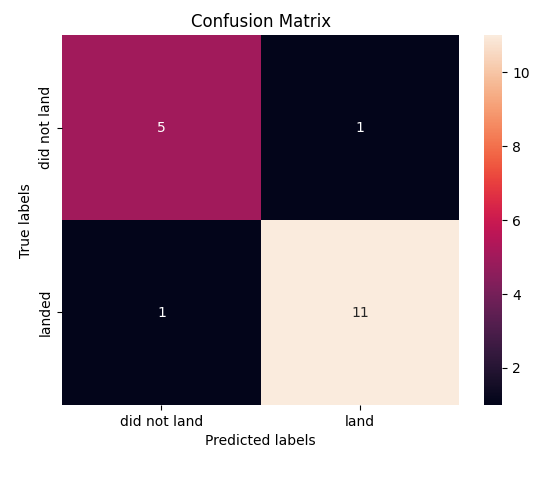 Confusion Matrix
True labels
did not land
landed
5
1
1
11
did not land
land
Predicted labels
10
8
6
4
2